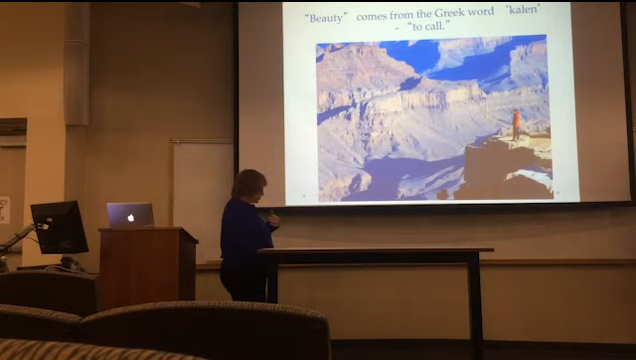 “Beauty” comes from the Greek word ‘kalen’
- “to call.”